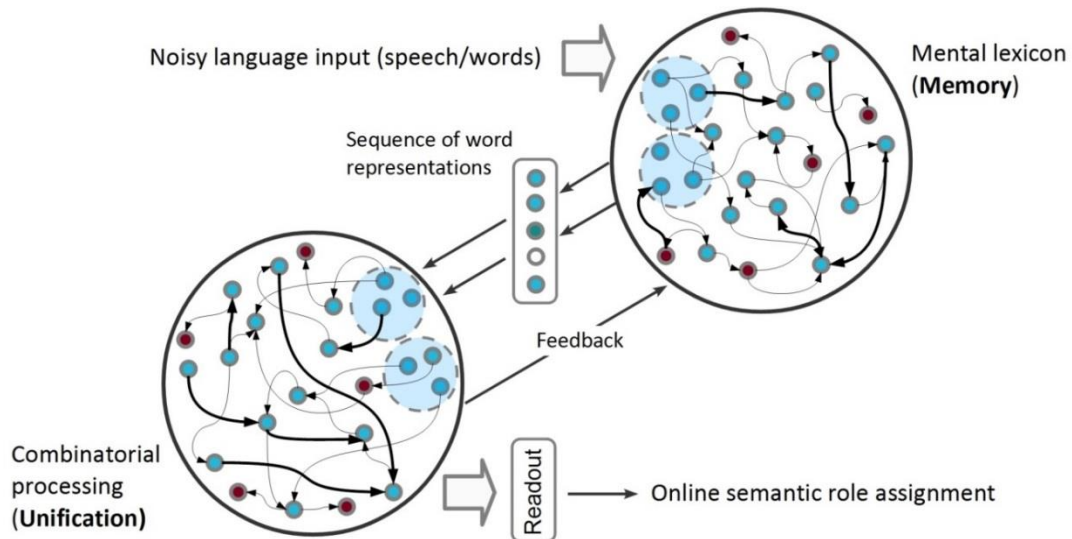 Noisy language input (speech/words)
Mental lexicon
(Memory)
Sequence of word
representations
Feedback
Combinatorial
processing
(Unification)
Readout
Online semantic role assignment